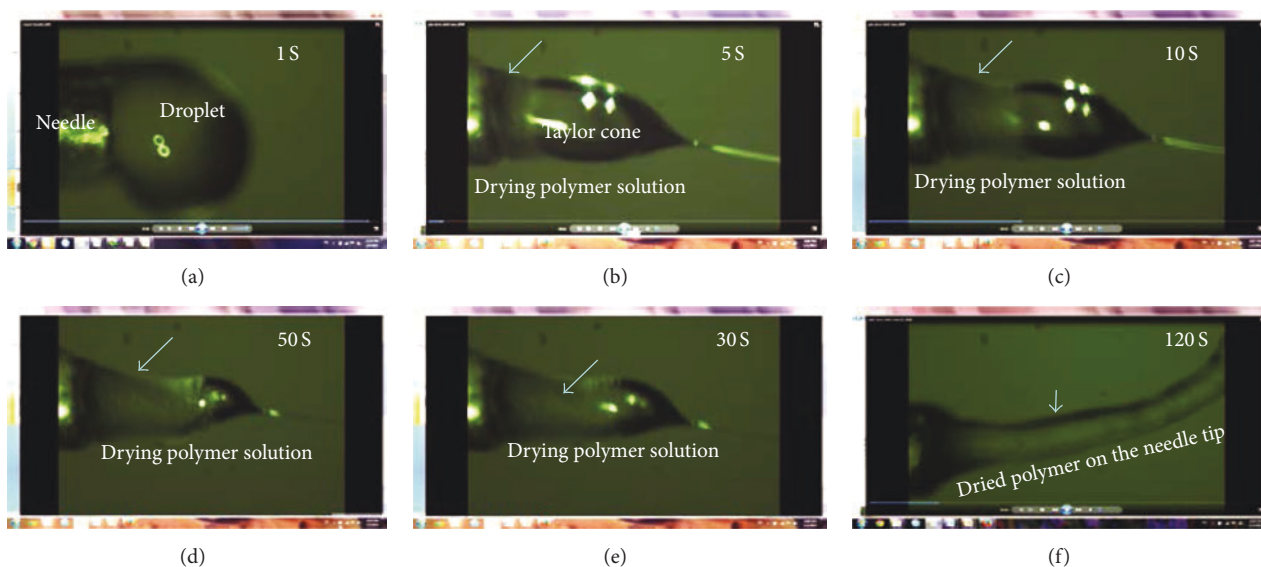 1 S
Needle
Droplet
(a)
5 S
Taylor cone
Drying polymer solution
(b)
10 S
Drying polymer solution
(c)
50 S
Drying polymer solution
(d)
30 S
Drying polymer solution
(e)
120 S
Dried polymer on the needle tip
(f)